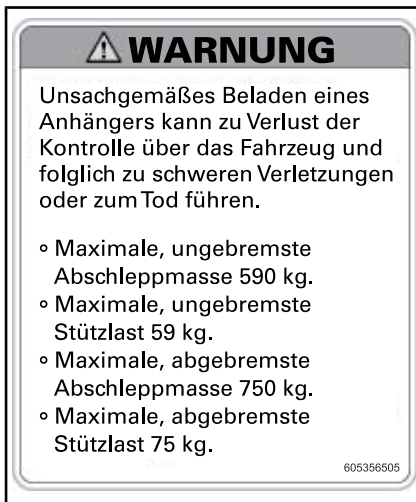 WARNUNG
Unsachgemäßes Beladen eines
Anhängers kann zu Verlust der
Kontrolle über das Fahrzeug und
folglich zu schweren Verletzungen
oder zum Tod führen.
° Maximale, ungebremste
Abschleppmasse 590 kg.
° Maximale, ungebremste
Stützlast 59 kg.
° Maximale, abgebremste
Abschleppmasse 750 kg.
° Maximale, abgebremste
Stützlast 75 kg.
605356505